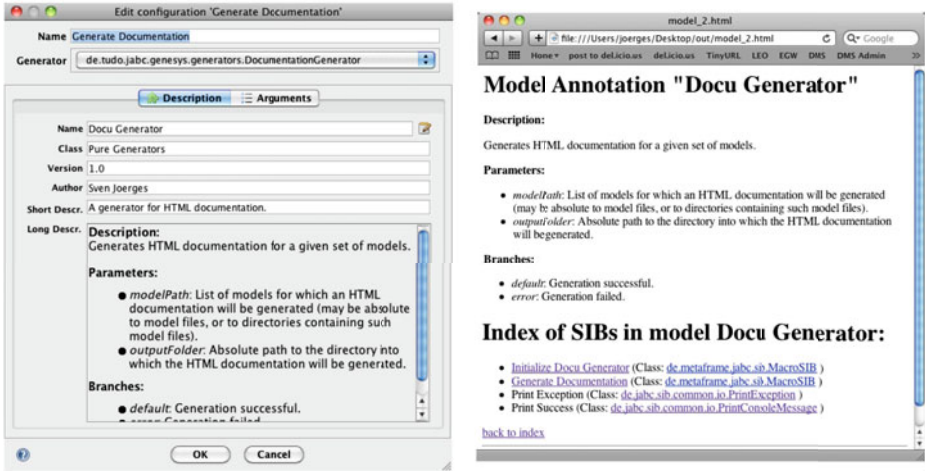 Edit configuration 'Generate Documentation'
Name Generate Documentation
Generator de.tudo.jabc.genesys.generators.DocumentationGenerator
Description Arguments
Name Docu Generator
Class Pure Generators
Version 1.0
Author Sven Joerges
Short Descr. A generator for HTML documentation.
Long Descr. Description:
Generates HTML documentation for a given set of models.
Parameters:
● modelPath: List of models for which an HTML
documentation will be generated (may be absolute
to model files, or to directories containing such
model files).
● outputFolder: Absolute path to the directory into
which the HTML documentation will be generated.
Branches:
● default: Generation successful.
● error: Generation failed.
? OK Cancel
model_2.html
file:///Users/joerges/Desktop/out/model_2.html Google
Home post to del.icio.us del.icio.us TinyURL LEO EGW DMS DMS Admin >>
Model Annotation "Docu Generator"
Description:
Generates HTML documentation for a given set of models.
Parameters:
• modelPath: List of models for which an HTML documentation will be generated
(may be absolute to model files, or to directories containing such model files).
• outputFolder: Absolute path to the directory into which the HTML documentation
will begenerated.
Branches:
• default: Generation successful.
• error: Generation failed.
Index of SIBs in model Docu Generator:
• Initialize Docu Generator (Class: de.metaframe.jabc.sib.MacroSIB )
• Generate Documentation (Class: de.metaframe.jabc.sib.MacroSIB )
• Print Exception (Class: de.jabc.sib.common.io.PrintException )
• Print Success (Class: de.jabc.sib.common.io.PrintConsoleMessage )
back to index